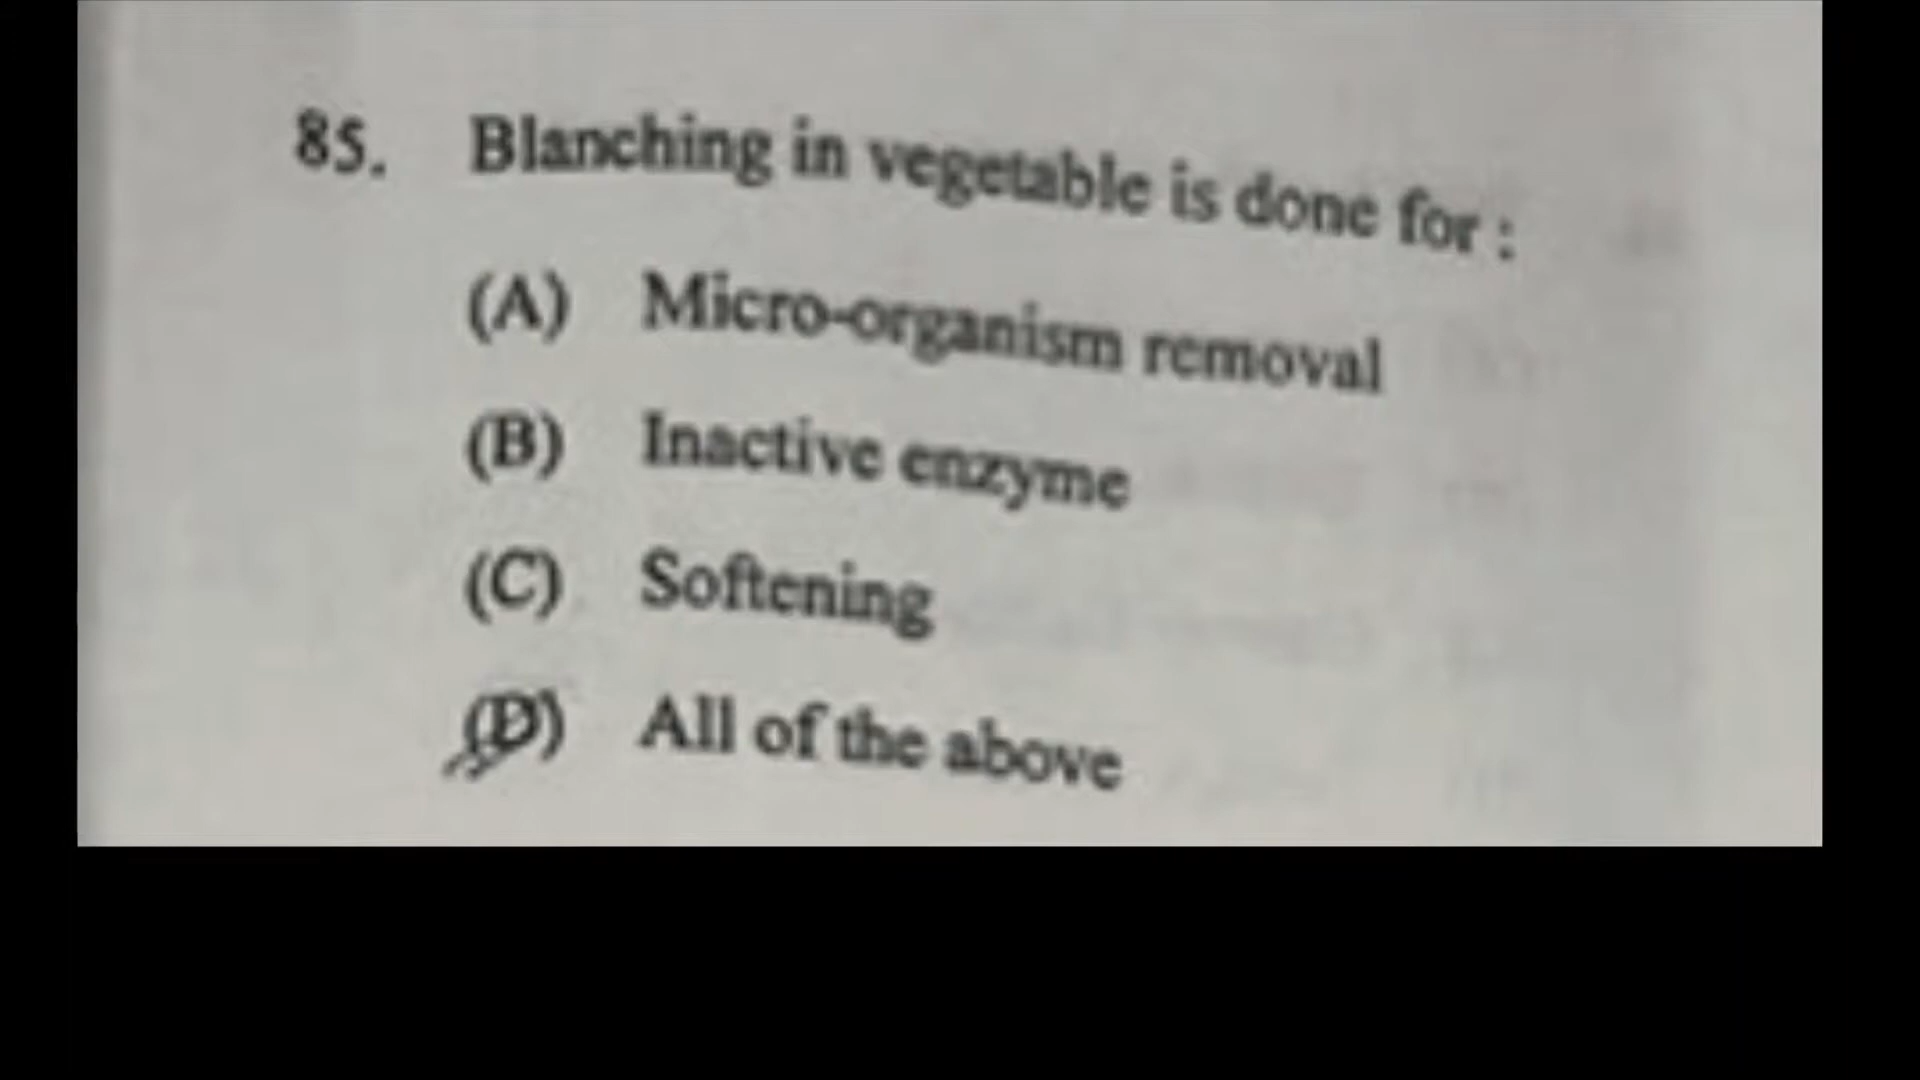 85. Blanching in vegetable is done for :
(A) Micro-organism removal
(B) Inactive enzyme
(C) Softening
(D) All of the above